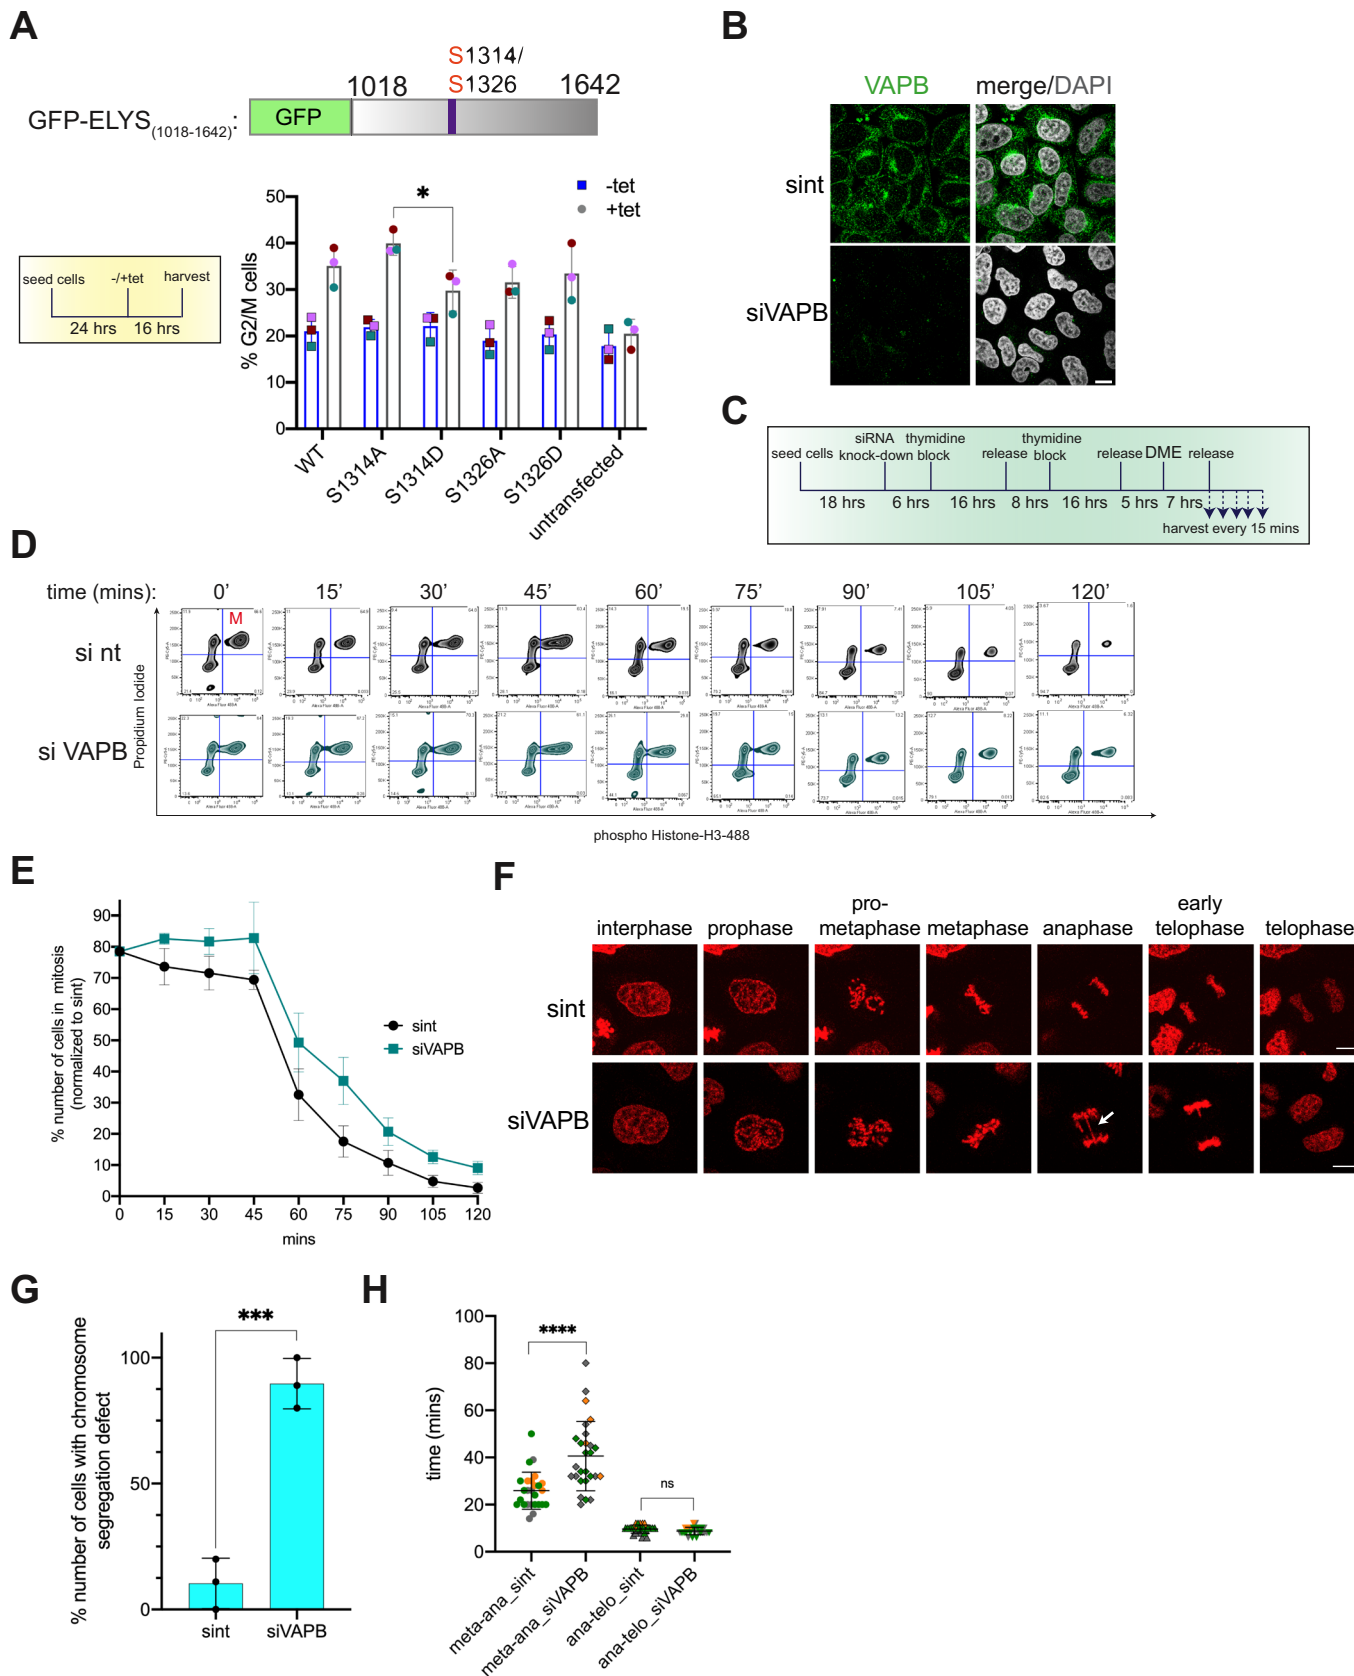 A
S1314/
S1326
1018
1642
GFP-ELYS(1018-1642):
GFP
-tet
+tet
*
% G2/M cells
50
40
30
20
10
0
WT
S1314A
S1314D
S1326A
S1326D
untransfected
seed cells
-/+tet
harvest
24 hrs
16 hrs
B
VAPB
merge/DAPI
sint
siVAPB
C
seed cells
siRNA
knock-down
thymidine
block
release
thymidine
block
release
DME
release
18 hrs
6 hrs
16 hrs
8 hrs
16 hrs
5 hrs
7 hrs
harvest every 15 mins
D
time (mins):
0’
15’
30’
45’
60’
75’
90’
105’
120’
M
si nt
si VAPB
Propidium Iodide
phospho Histone-H3-488
E
% number of cells in mitosis
(normalized to sint)
90
80
70
60
50
40
30
20
10
0
0
15
30
45
60
75
90
105
120
mins
sint
siVAPB
F
interphase
prophase
pro-
metaphase
metaphase
anaphase
early
telophase
telophase
sint
siVAPB
G
% number of cells with chromosome
segregation defect
***
100
50
0
sint
siVAPB
H
time (mins)
100
80
60
40
20
0
****
ns
meta-ana_sint
meta-ana_siVAPB
ana-telo_sint
ana-telo_siVAPB